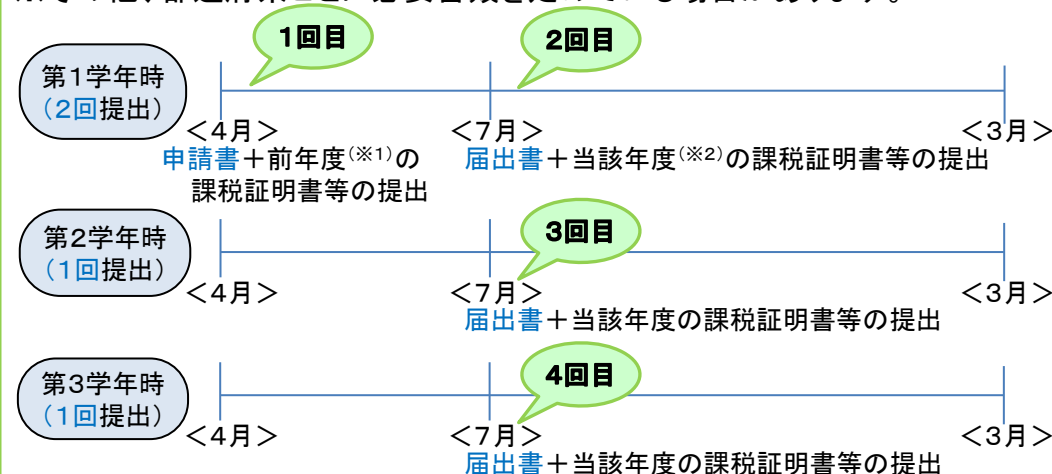 1回目
2回目
第1学年時
(2回提出)
<4月>
<7月>
<3月>
申請書+前年度(※1)の
課税証明書等の提出
届出書+当該年度(※2)の課税証明書等の提出
3回目
第2学年時
(1回提出)
<4月>
<7月>
<3月>
届出書+当該年度の課税証明書等の提出
4回目
第3学年時
(1回提出)
<4月>
<7月>
<3月>
届出書+当該年度の課税証明書等の提出